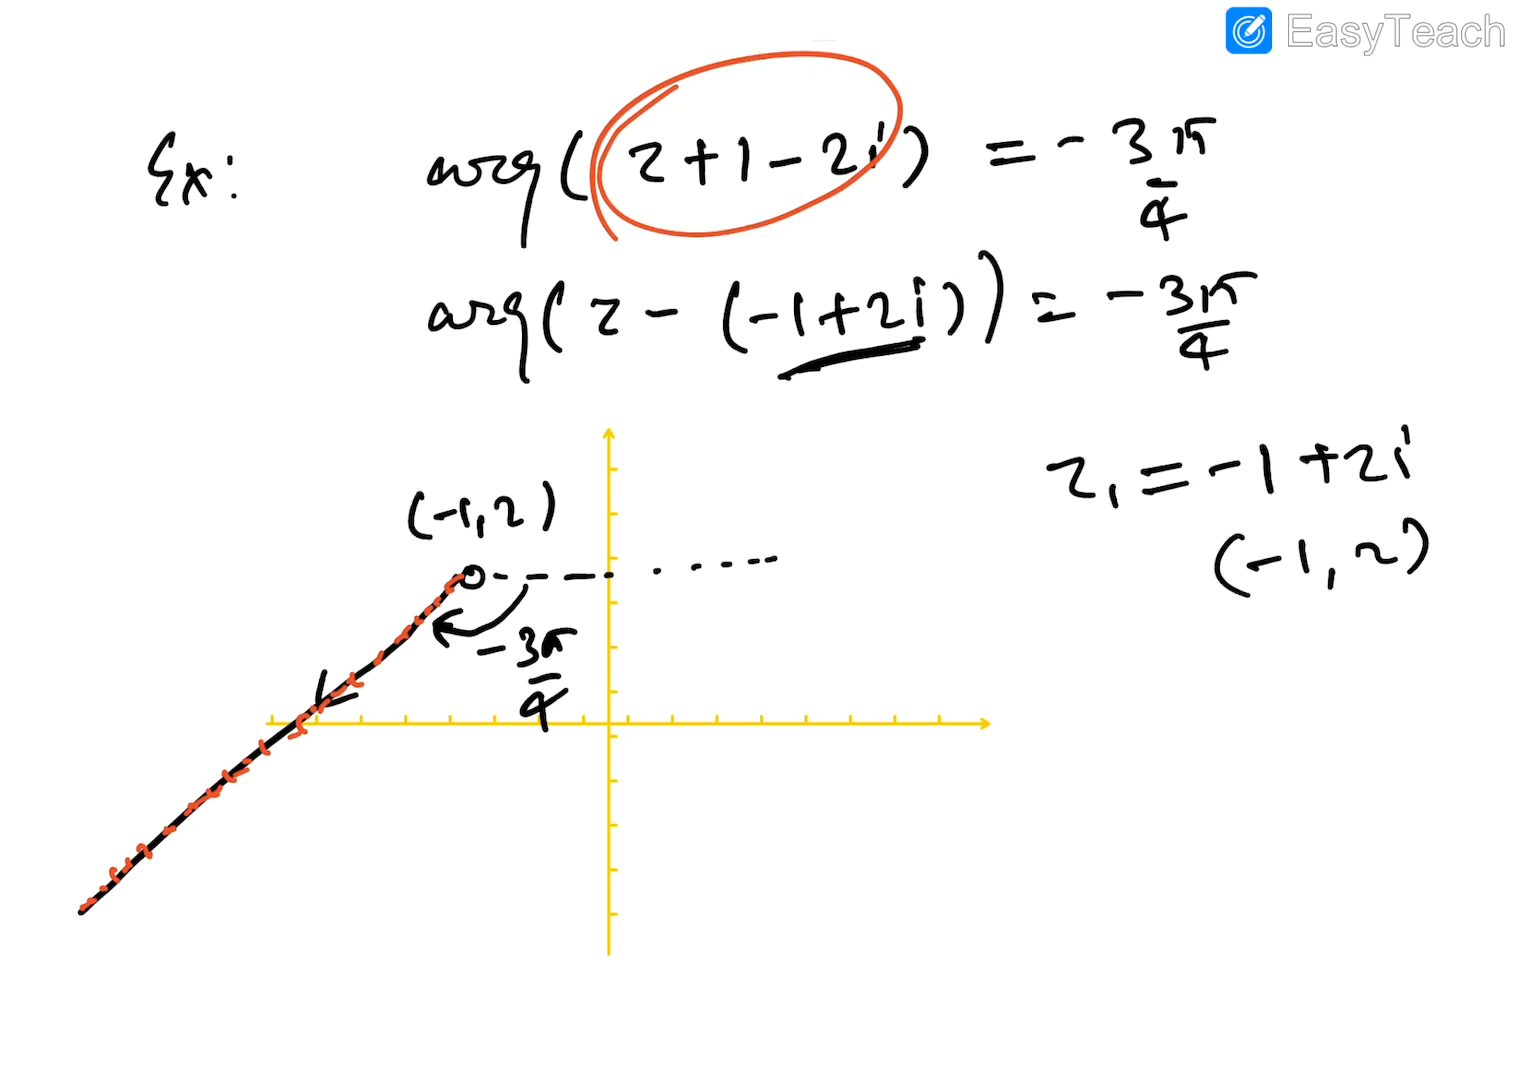 EasyTeach
Ex: arg(z+1-2i) = -3π/4
arg(z-(-1+2i)) = -3π/4
z₁ = -1+2i
(-1,2)
(-1,2)
-3π/4